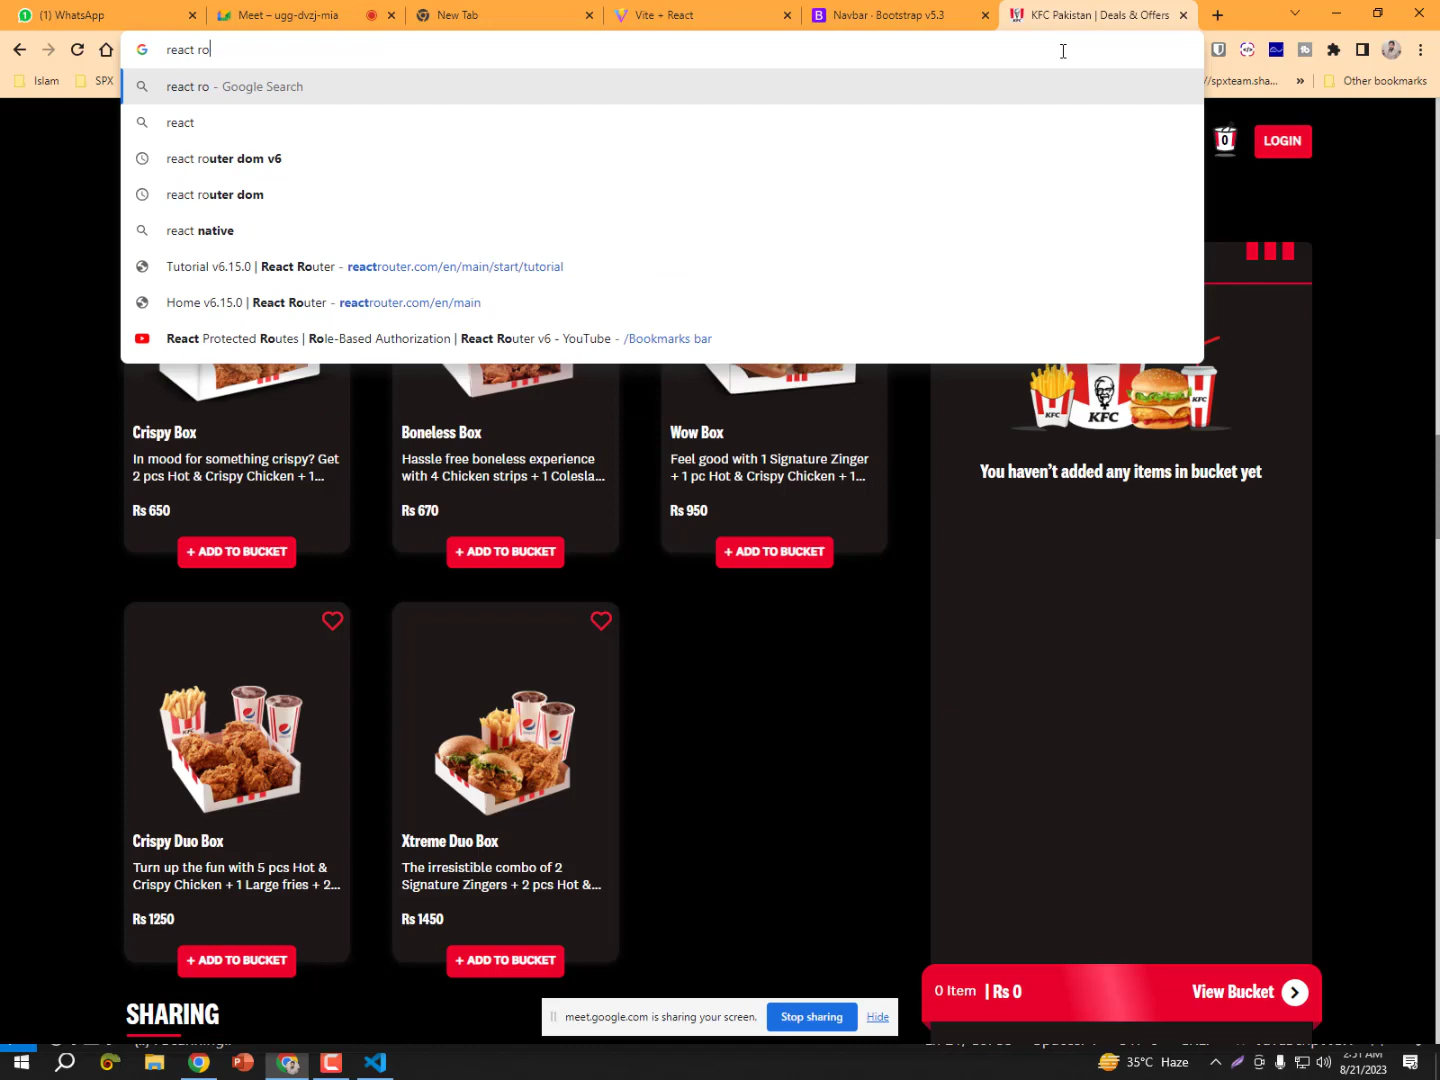 (1) WhatsApp
Meet – ugg-dvzj-mia
New Tab
Vite + React
Navbar · Bootstrap v5.3
KFC Pakistan | Deals & Offers
react ro
Islam
SPX
//spxteam.sha...
»
Other bookmarks
react ro - Google Search
react
react router dom v6
react router dom
react native
Tutorial v6.15.0 | React Router - reactrouter.com/en/main/start/tutorial
Home v6.15.0 | React Router - reactrouter.com/en/main
React Protected Routes | Role-Based Authorization | React Router v6 - YouTube - /Bookmarks bar
0
LOGIN
KFC KFC KFC
You haven't added any items in bucket yet
Crispy Box
In mood for something crispy? Get
2 pcs Hot & Crispy Chicken + 1...
Rs 650
+ ADD TO BUCKET
Boneless Box
Hassle free boneless experience
with 4 Chicken strips + 1 Colesla...
Rs 670
+ ADD TO BUCKET
Wow Box
Feel good with 1 Signature Zinger
+ 1 pc Hot & Crispy Chicken + 1...
Rs 950
+ ADD TO BUCKET
Crispy Duo Box
Turn up the fun with 5 pcs Hot &
Crispy Chicken + 1 Large fries + 2...
Rs 1250
+ ADD TO BUCKET
Xtreme Duo Box
The irresistible combo of 2
Signature Zingers + 2 pcs Hot &...
Rs 1450
+ ADD TO BUCKET
SHARING
0 Item | Rs 0
View Bucket
meet.google.com is sharing your screen.
Stop sharing
Hide
35°C Haze
2:51 AM
8/21/2023